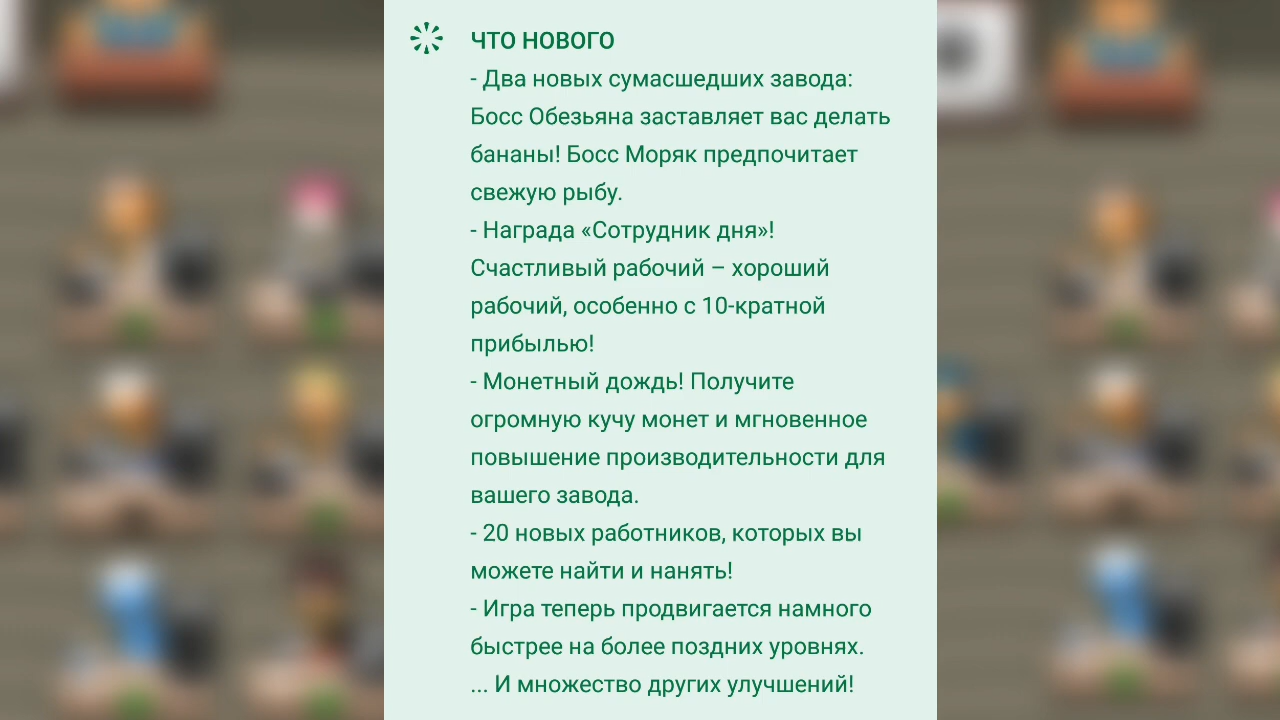 ЧТО НОВОГО
- Два новых сумасшедших завода:
Босс Обезьяна заставляет вас делать
бананы! Босс Моряк предпочитает
свежую рыбу.
- Награда «Сотрудник дня»!
Счастливый рабочий – хороший
рабочий, особенно с 10-кратной
прибылью!
- Монетный дождь! Получите
огромную кучу монет и мгновенное
повышение производительности для
вашего завода.
- 20 новых работников, которых вы
можете найти и нанять!
- Игра теперь продвигается намного
быстрее на более поздних уровнях.
... И множество других улучшений!